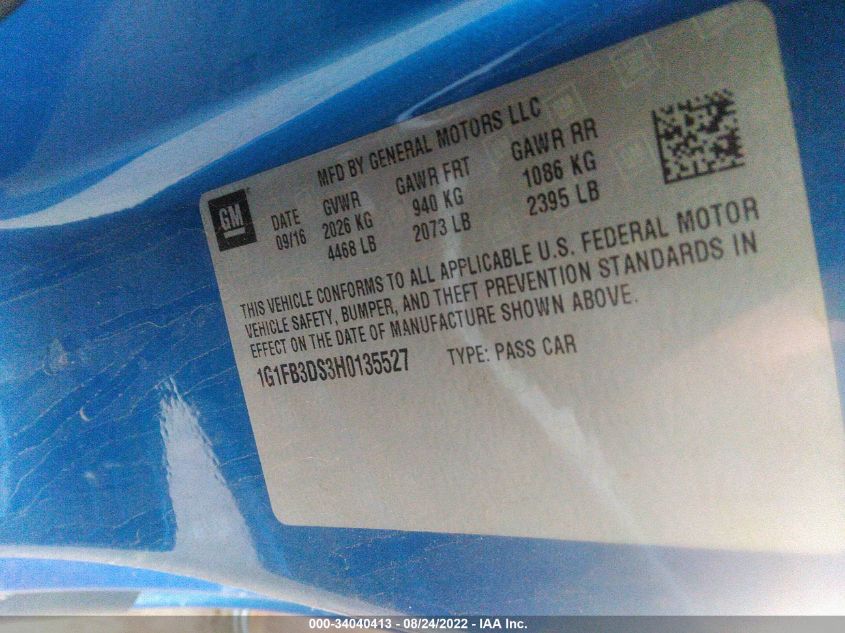 MFD BY GENERAL MOTORS LLC
GM
DATE GVWR GAWR FRT GAWR RR
09/16 2026 KG 940 KG 1086 KG
4468 LB 2073 LB 2395 LB
THIS VEHICLE CONFORMS TO ALL APPLICABLE U.S. FEDERAL MOTOR
VEHICLE SAFETY, BUMPER, AND THEFT PREVENTION STANDARDS IN
EFFECT ON THE DATE OF MANUFACTURE SHOWN ABOVE.
1G1FB3DS3H0135527 TYPE: PASS CAR
000-34040413 - 08/24/2022 - IAA Inc.